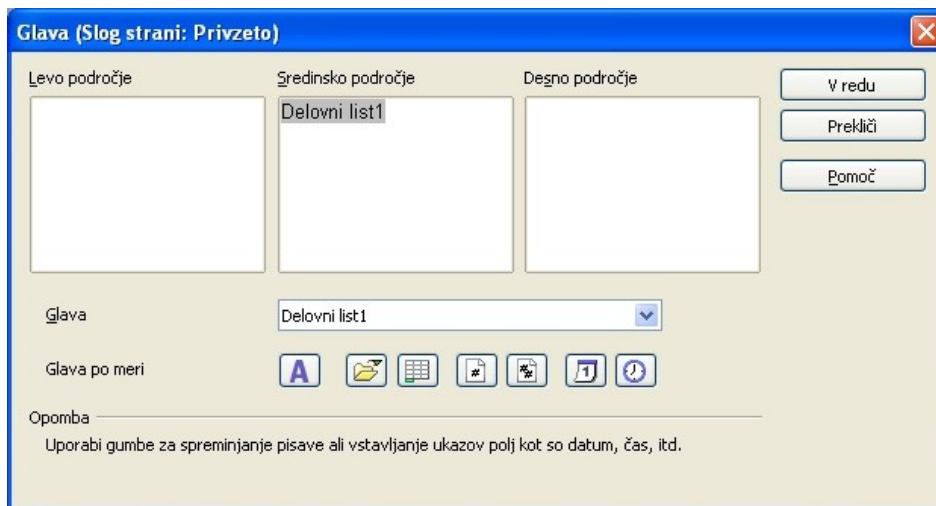 Glava (Slog strani: Privzeto)
Levo področje
Sredinsko področje
Desno področje
Delovni list1
V redu
Prekliči
Pomoč
Glava
Delovni list1
Glava po meri
Opomba
Uporabi gumbe za spreminjanje pisave ali vstavljanje ukazov polj kot so datum, čas, itd.